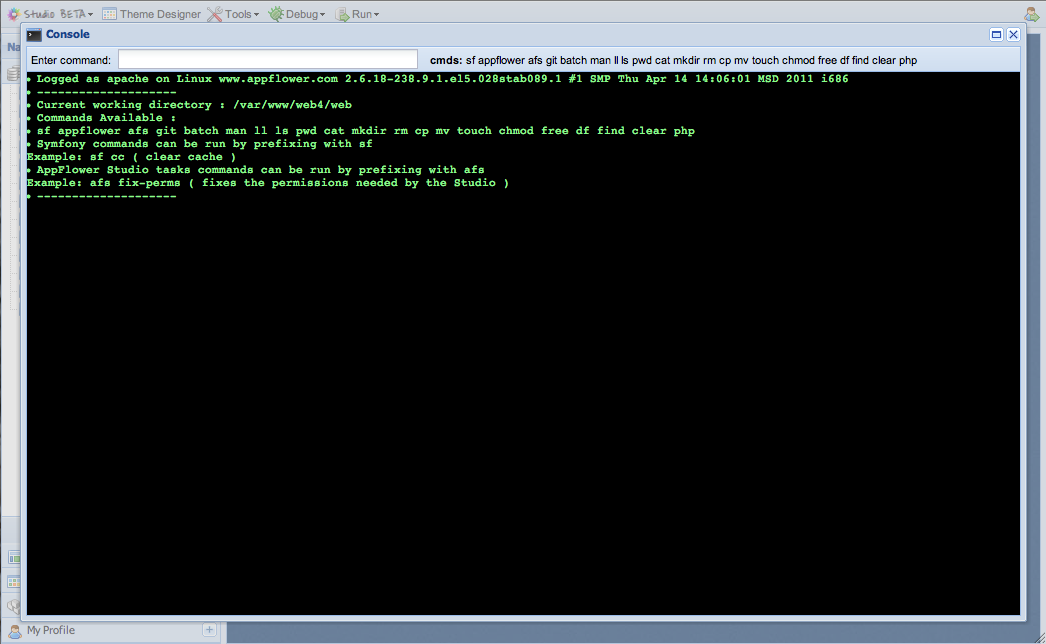 Studio BETA Theme Designer Tools Debug Run
Console
Na
Enter command: cmds: sf appflower afs git batch man ll ls pwd cat mkdir rm cp mv touch chmod free df find clear php
• Logged as apache on Linux www.appflower.com 2.6.18-238.9.1.el5.028stab089.1 #1 SMP Thu Apr 14 14:06:01 MSD 2011 i686
• --------------------
• Current working directory : /var/www/web4/web
• Commands Available :
• sf appflower afs git batch man ll ls pwd cat mkdir rm cp mv touch chmod free df find clear php
• Symfony commands can be run by prefixing with sf
Example: sf cc ( clear cache )
• AppFlower Studio tasks commands can be run by prefixing with afs
Example: afs fix-perms ( fixes the permissions needed by the Studio )
• --------------------
My Profile